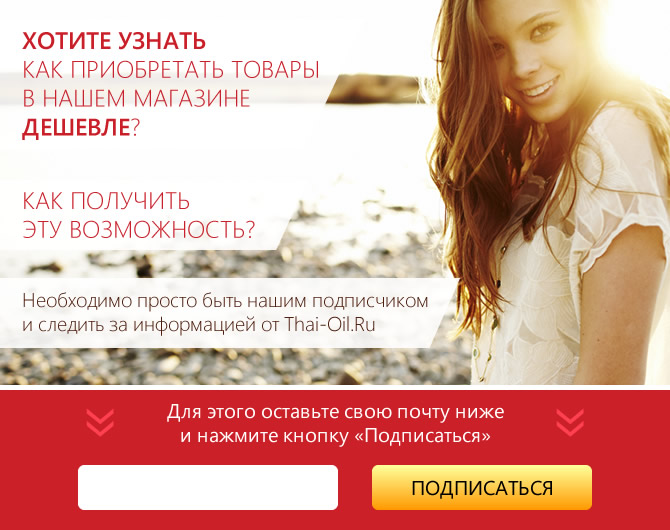 ХОТИТЕ УЗНАТЬ
КАК ПРИОБРЕТАТЬ ТОВАРЫ
В НАШЕМ МАГАЗИНЕ
ДЕШЕВЛЕ?
КАК ПОЛУЧИТЬ
ЭТУ ВОЗМОЖНОСТЬ?
Необходимо просто быть нашим подписчиком
и следить за информацией от Thai-Oil.Ru
Для этого оставьте свою почту ниже
и нажмите кнопку «Подписаться»
ПОДПИСАТЬСЯ